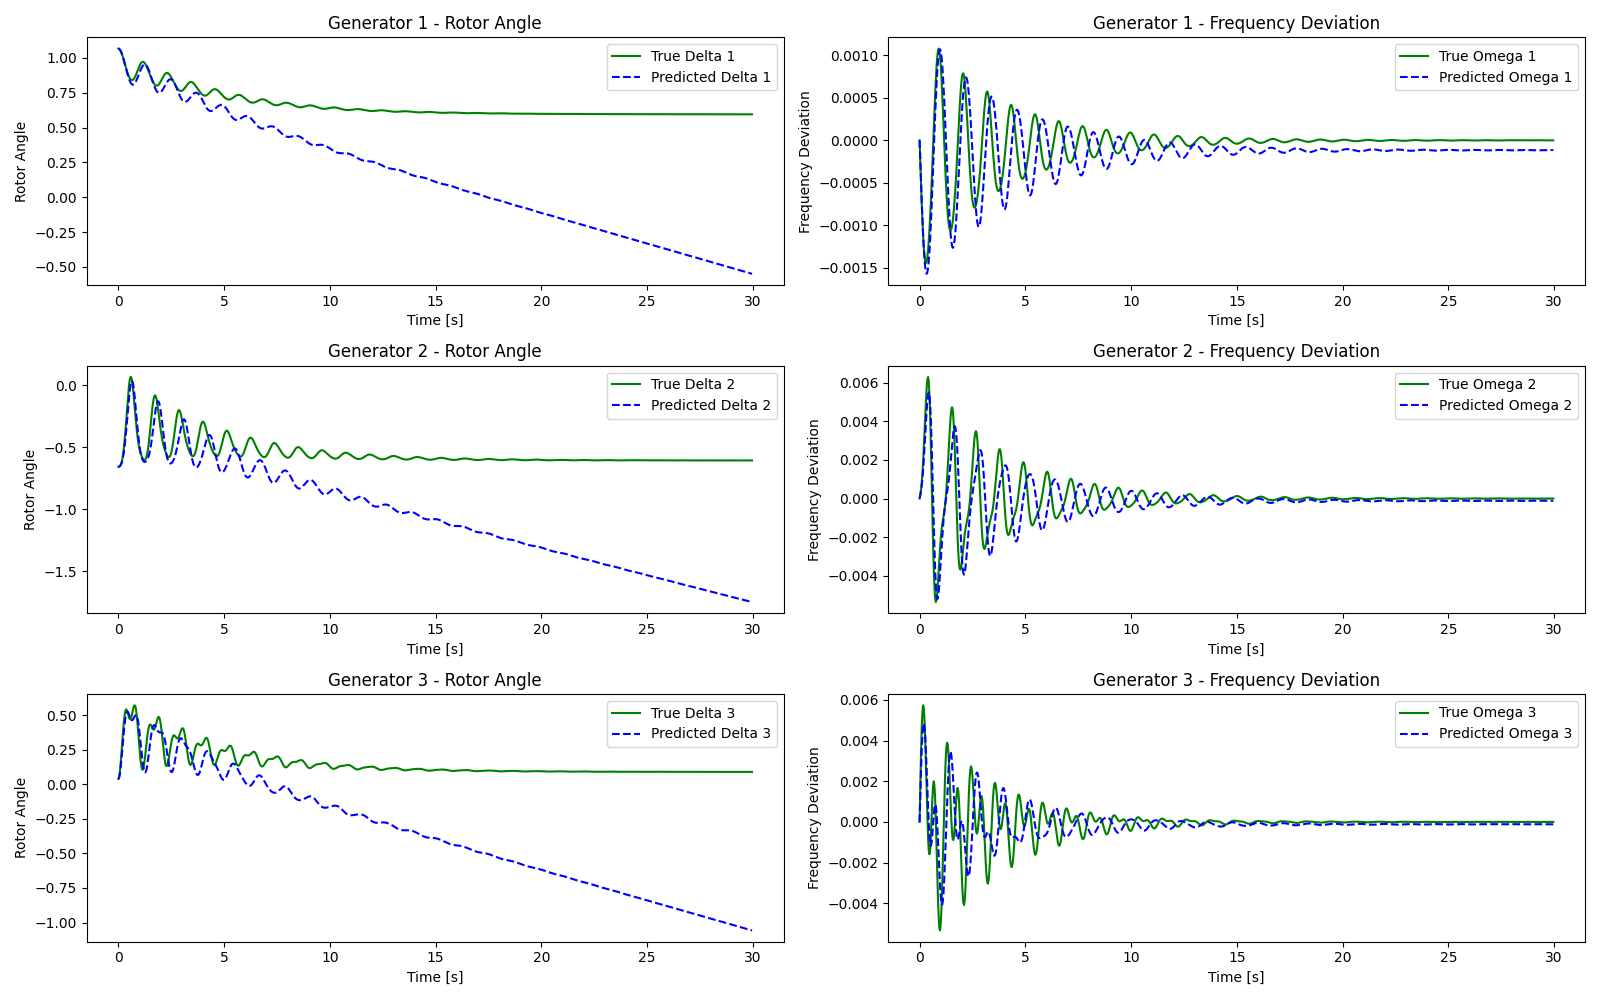 Generator 1 - Rotor Angle
Rotor Angle
1.00
0.75
0.50
0.25
0.00
−0.25
−0.50
True Delta 1
Predicted Delta 1
0 5 10 15 20 25 30
Time [s]
Generator 1 - Frequency Deviation
Frequency Deviation
0.0010
0.0005
0.0000
−0.0005
−0.0010
−0.0015
True Omega 1
Predicted Omega 1
0 5 10 15 20 25 30
Time [s]
Generator 2 - Rotor Angle
Rotor Angle
0.0
−0.5
−1.0
−1.5
True Delta 2
Predicted Delta 2
0 5 10 15 20 25 30
Time [s]
Generator 2 - Frequency Deviation
Frequency Deviation
0.006
0.004
0.002
0.000
−0.002
−0.004
True Omega 2
Predicted Omega 2
0 5 10 15 20 25 30
Time [s]
Generator 3 - Rotor Angle
Rotor Angle
0.50
0.25
0.00
−0.25
−0.50
−0.75
−1.00
True Delta 3
Predicted Delta 3
0 5 10 15 20 25 30
Time [s]
Generator 3 - Frequency Deviation
Frequency Deviation
0.006
0.004
0.002
0.000
−0.002
−0.004
True Omega 3
Predicted Omega 3
0 5 10 15 20 25 30
Time [s]